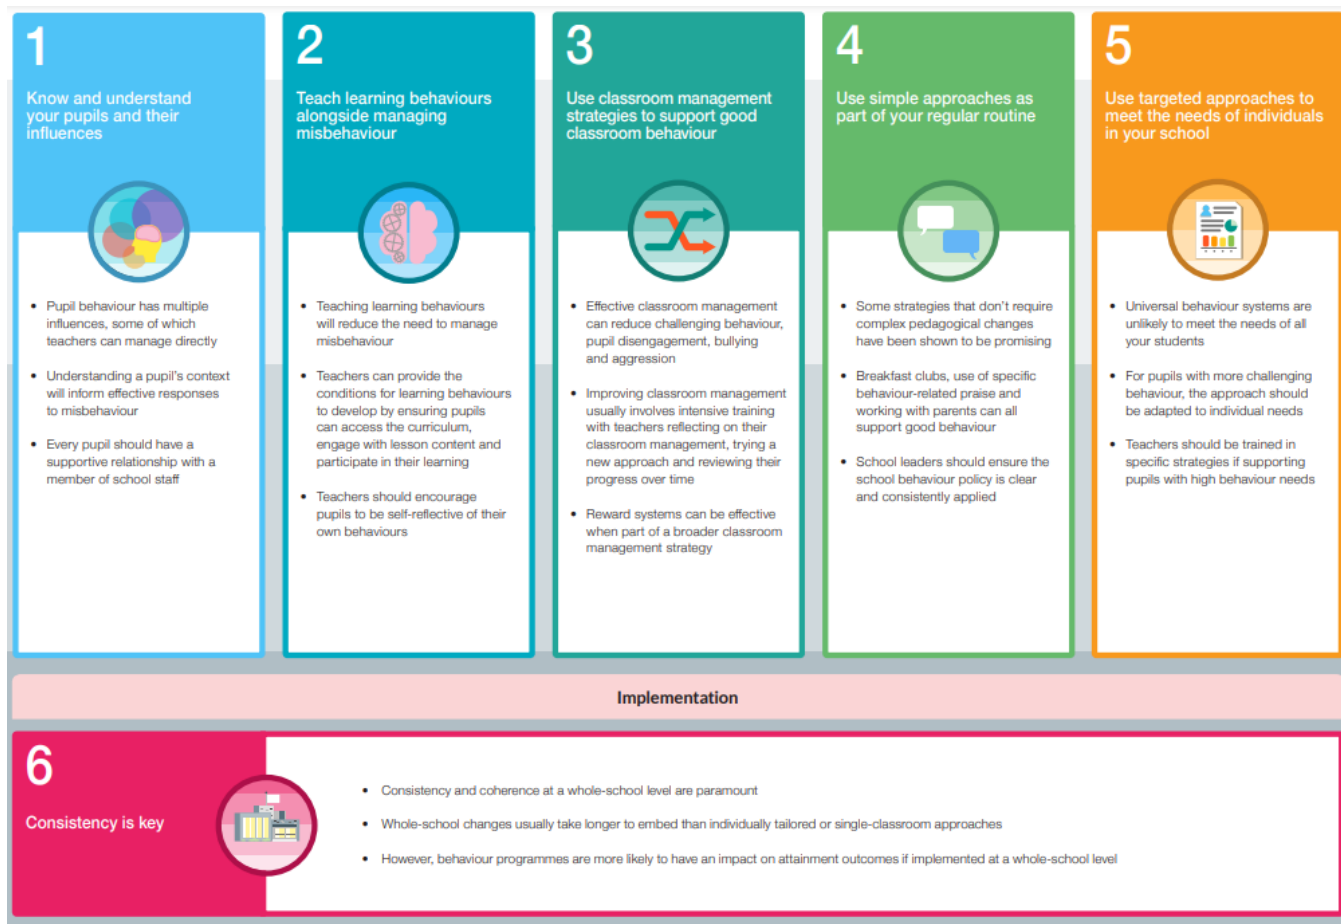 1
Know and understand
your pupils and their
influences
• Pupil behaviour has multiple
influences, some of which
teachers can manage directly
• Understanding a pupil's context
will inform effective responses
to misbehaviour
• Every pupil should have a
supportive relationship with a
member of school staff
2
Teach learning behaviours
alongside managing
misbehaviour
• Teaching learning behaviours
will reduce the need to manage
misbehaviour
• Teachers can provide the
conditions for learning behaviours
to develop by ensuring pupils
can access the curriculum,
engage with lesson content and
participate in their learning
• Teachers should encourage
pupils to be self-reflective of their
own behaviours
3
Use classroom management
strategies to support good
classroom behaviour
• Effective classroom management
can reduce challenging behaviour,
pupil disengagement, bullying
and aggression
• Improving classroom management
usually involves intensive training
with teachers reflecting on their
classroom management, trying a
new approach and reviewing their
progress over time
• Reward systems can be effective
when part of a broader classroom
management strategy
4
Use simple approaches as
part of your regular routine
• Some strategies that don't require
complex pedagogical changes
have been shown to be promising
• Breakfast clubs, use of specific
behaviour-related praise and
working with parents can all
support good behaviour
• School leaders should ensure the
school behaviour policy is clear
and consistently applied
5
Use targeted approaches to
meet the needs of individuals
in your school
• Universal behaviour systems are
unlikely to meet the needs of all
your students
• For pupils with more challenging
behaviour, the approach should
be adapted to individual needs
• Teachers should be trained in
specific strategies if supporting
pupils with high behaviour needs
Implementation
6
Consistency is key
• Consistency and coherence at a whole-school level are paramount
• Whole-school changes usually take longer to embed than individually tailored or single-classroom approaches
• However, behaviour programmes are more likely to have an impact on attainment outcomes if implemented at a whole-school level